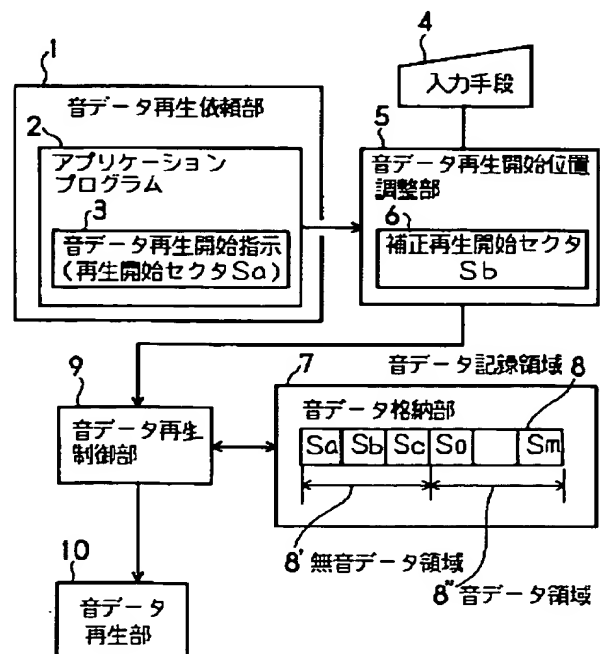 1
音データ再生依頼部
2
アプリケーション
プログラム
3
音データ再生開始指示
(再生開始セクタSa)
4
入力手段
5
音データ再生開始位置
調整部
6
補正再生開始セクタ
Sb
7
音データ記録領域 8
音データ格納部
Sa Sb Sc So Sm
8' 無音データ領域
8" 音データ領域
9
音データ再生
制御部
10
音データ
再生部